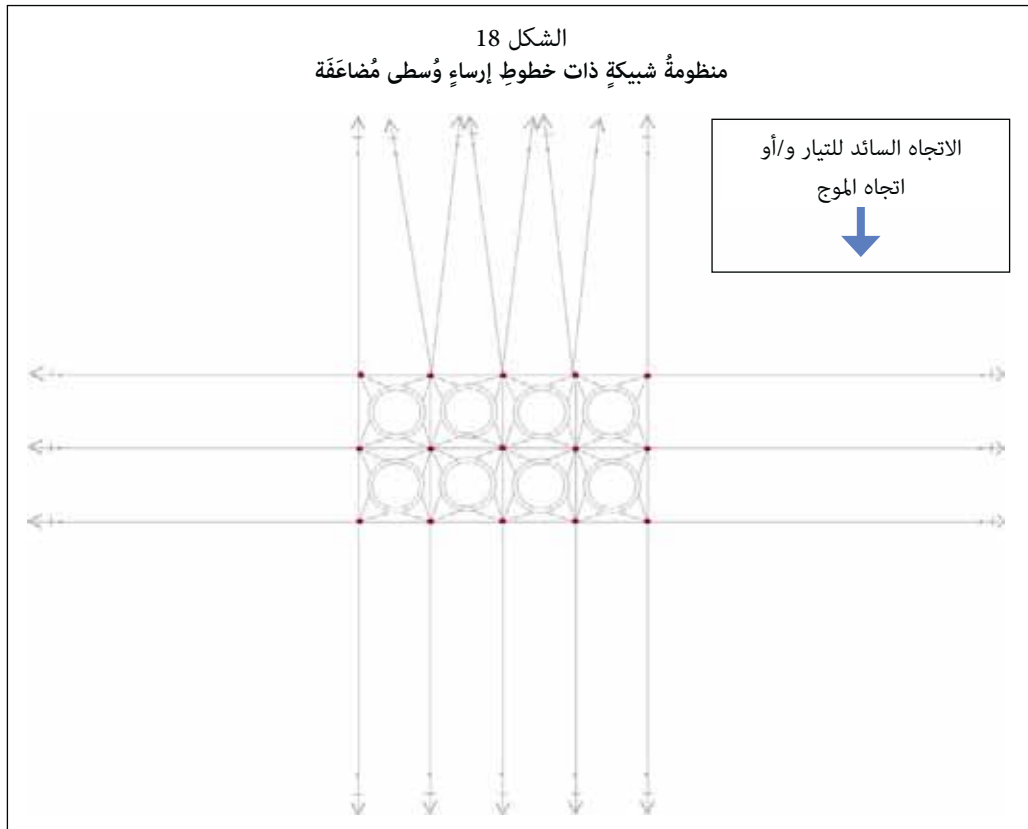 الشكل 18
منظومةُ شبيكةٍ ذات خطوطِ إرساءٍ وُسطى مُضاعَفَة
الاتجاه السائد للتيار و/أو
اتجاه الموج